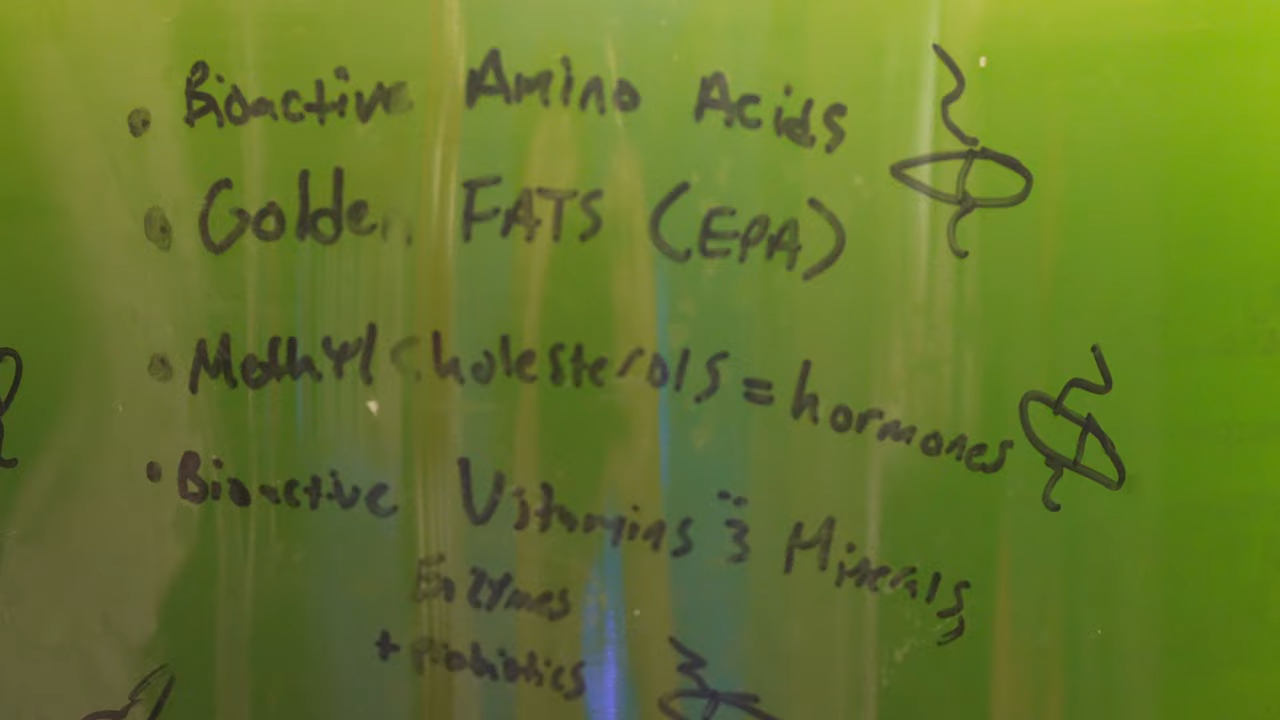 • Bioactive Amino Acids
• Golden FATS (EPA)
• Methyl Cholesterols = hormones
• Bioactive Vitamins & Minerals,
Enzymes
+ Probiotics